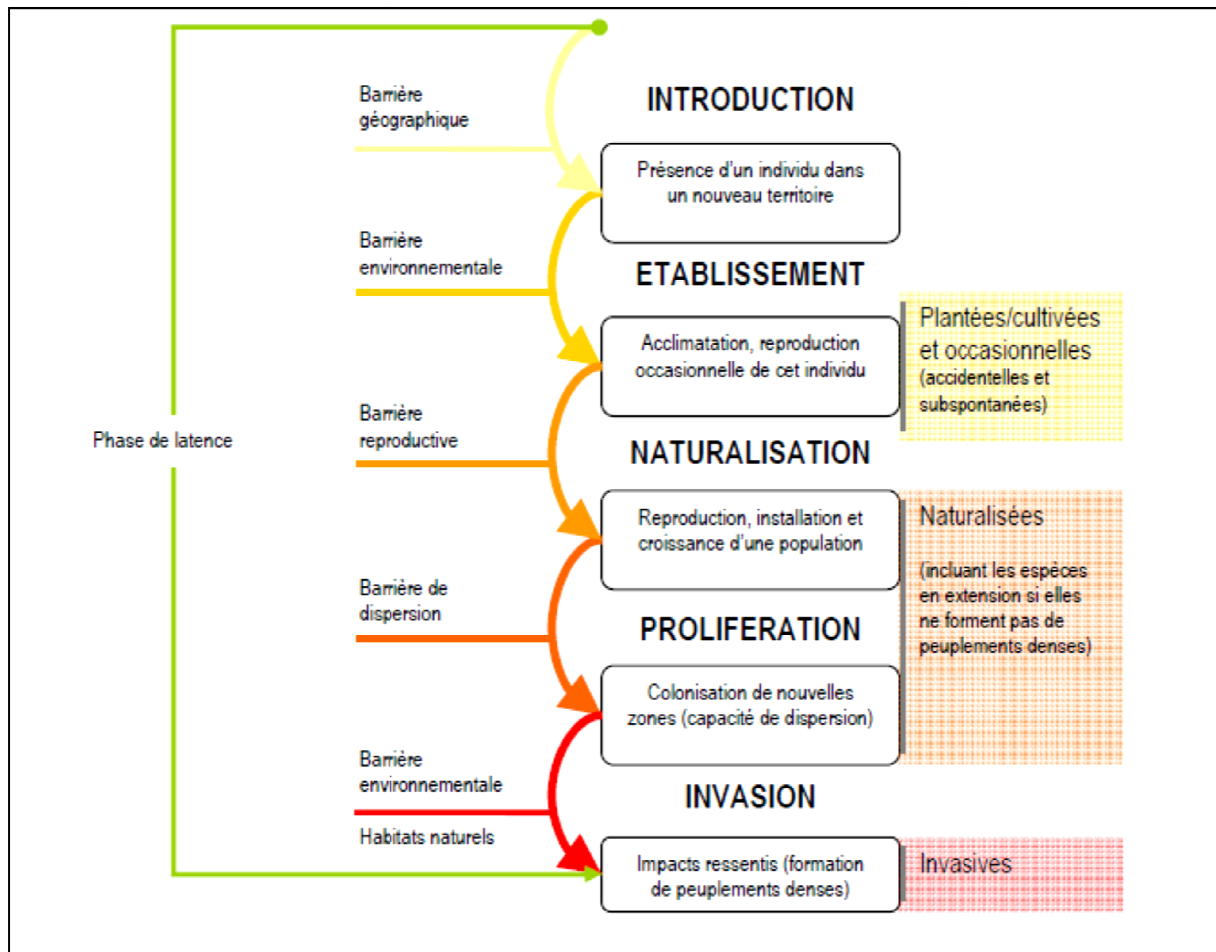 Barrière
géographique
INTRODUCTION
Présence d'un individu dans
un nouveau territoire
Barrière
environnementale
ETABLISSEMENT
Acclimatation, reproduction
occasionnelle de cet individu
Plantées/cultivées
et occasionnelles
(accidentelles et
subspontanées)
Barrière
reproductive
Phase de latence
NATURALISATION
Reproduction, installation et
croissance d'une population
Naturalisées
(incluant les espèces
en extension si elles
ne forment pas de
peuplements denses)
Barrière de
dispersion
PROLIFERATION
Colonisation de nouvelles
zones (capacité de dispersion)
Barrière
environnementale
Habitats naturels
INVASION
Impacts ressentis (formation
de peuplements denses)
Invasives